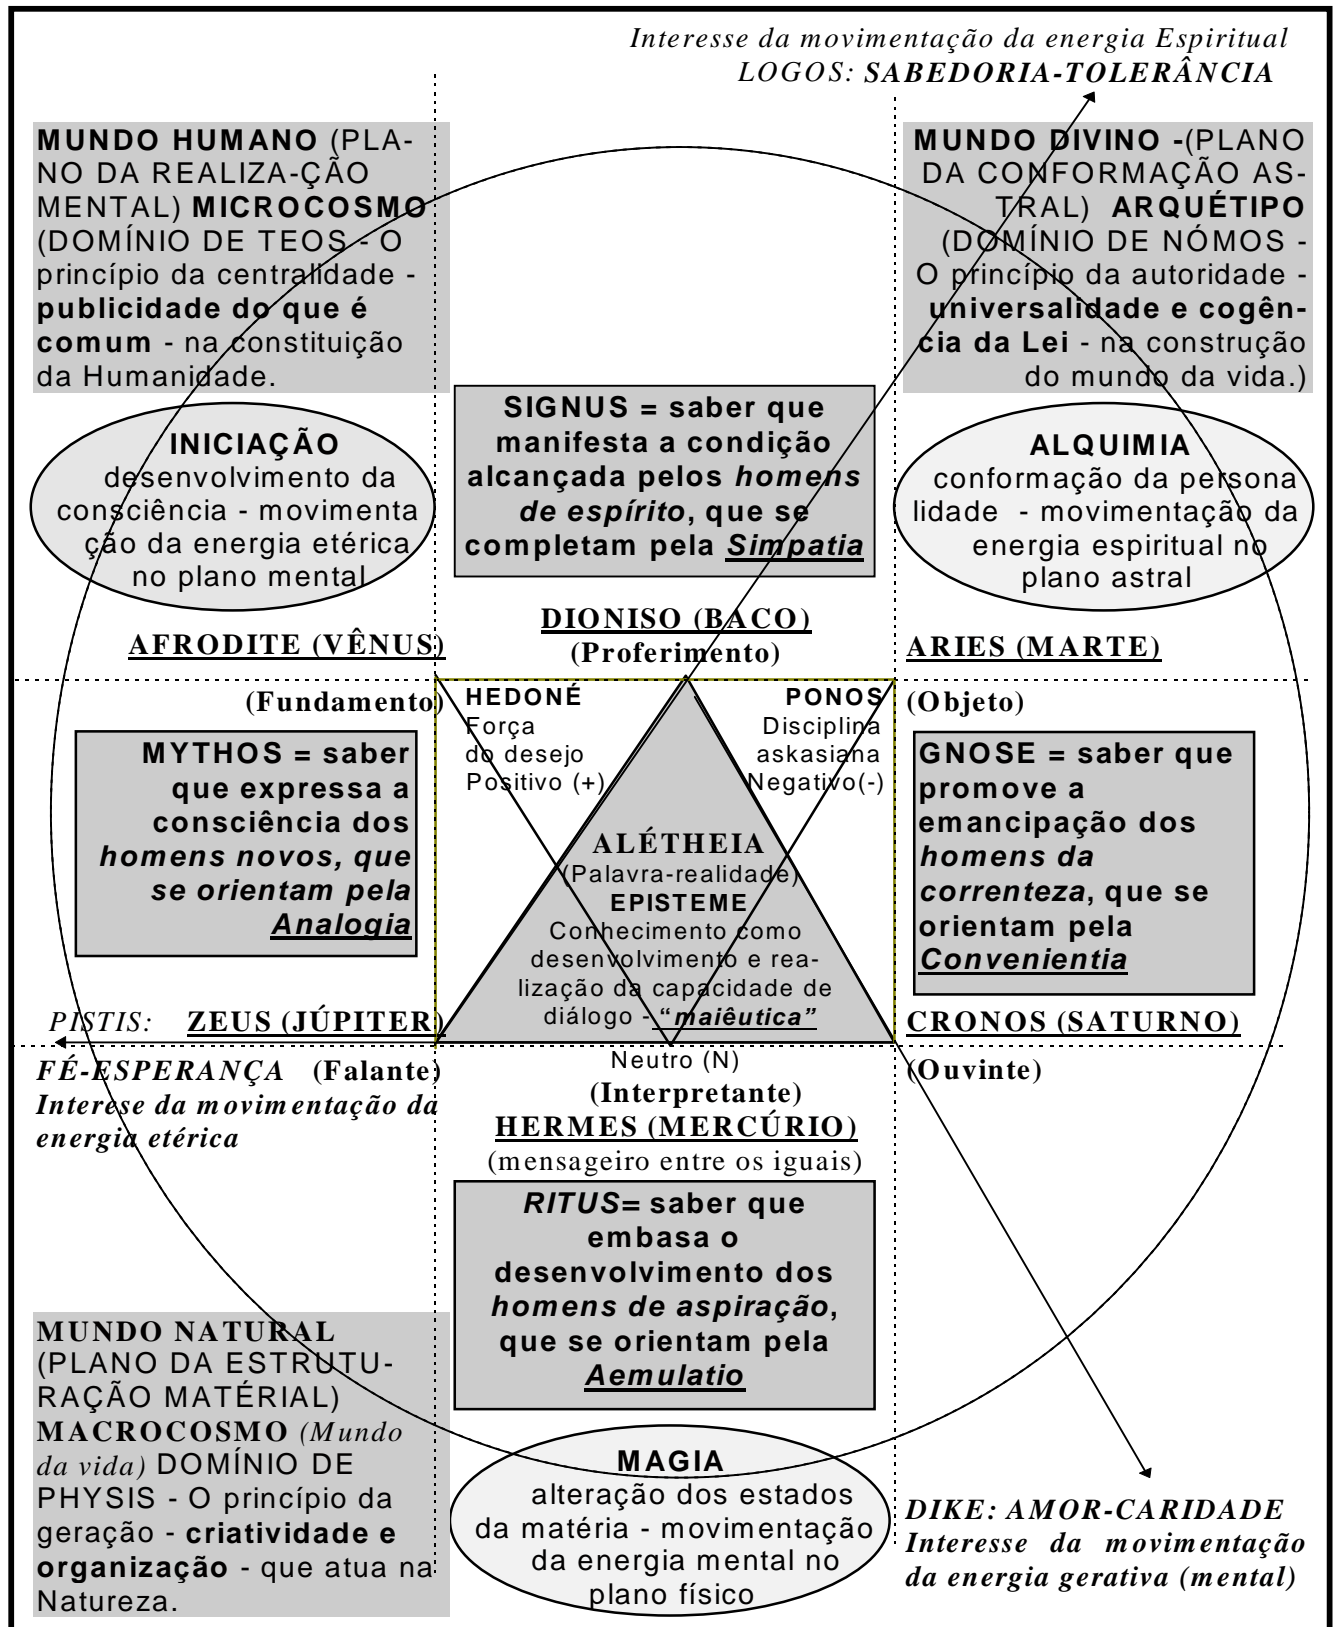 Interesse da movimentação da energia Espiritual
LOGOS: SABEDORIA-TOLERÂNCIA
MUNDO HUMANO (PLA-
NO DA REALIZA-ÇÃO
MENTAL) MICROCOSMO
(DOMÍNIO DE TEOS - O
princípio da centralidade -
publicidade do que é
comum - na constituição
da Humanidade.
MUNDO DIVINO -(PLANO
DA CONFORMAÇÃO AS-
TRAL) ARQUÉTIPO
(DOMÍNIO DE NÓMOS -
O princípio da autoridade -
universalidade e cogên-
cia da Lei - na construção
do mundo da vida.)
SIGNUS = saber que
manifesta a condição
alcançada pelos homens
de espírito, que se
completam pela Simpatia
INICIAÇÃO
desenvolvimento da
consciência - movimenta
ção da energia etérica
no plano mental
ALQUIMIA
conformação da persona
lidade - movimentação da
energia espiritual no
plano astral
AFRODITE (VÊNUS)
DIONISO (BACO)
(Proferimento)
ARIES (MARTE)
(Fundamento)
HEDONÉ
Força
do desejo
Positivo (+)
PONOS
Disciplina
askasiana
Negativo(-)
(Objeto)
MYTHOS = saber
que expressa a
consciência dos
homens novos, que
se orientam pela
Analogia
GNOSE = saber que
promove a
emancipação dos
homens da
correnteza, que se
orientam pela
Convenientia
ALÉTHEIA
(Palavra-realidade)
EPISTEME
Conhecimento como
desenvolvimento e rea-
lização da capacidade de
diálogo - “maiêutica”
PISTIS: ZEUS (JÚPITER)
CRONOS (SATURNO)
FÉ-ESPERANÇA (Falante)
Interese da movimentação da
energia etérica
Neutro (N)
(Interpretante)
HERMES (MERCÚRIO)
(mensageiro entre os iguais)
(Ouvinte)
RITUS= saber que
embasa o
desenvolvimento dos
homens de aspiração,
que se orientam pela
Aemulatio
MUNDO NATURAL
(PLANO DA ESTRUTU-
RAÇÃO MATÉRIAL)
MACROCOSMO (Mundo
da vida) DOMÍNIO DE
PHYSIS - O princípio da
geração - criatividade e
organização - que atua na
Natureza.
MAGIA
alteração dos estados
da matéria - movimentação
da energia mental no
plano físico
DIKE: AMOR-CARIDADE
Interesse da movimentação
da energia gerativa (mental)